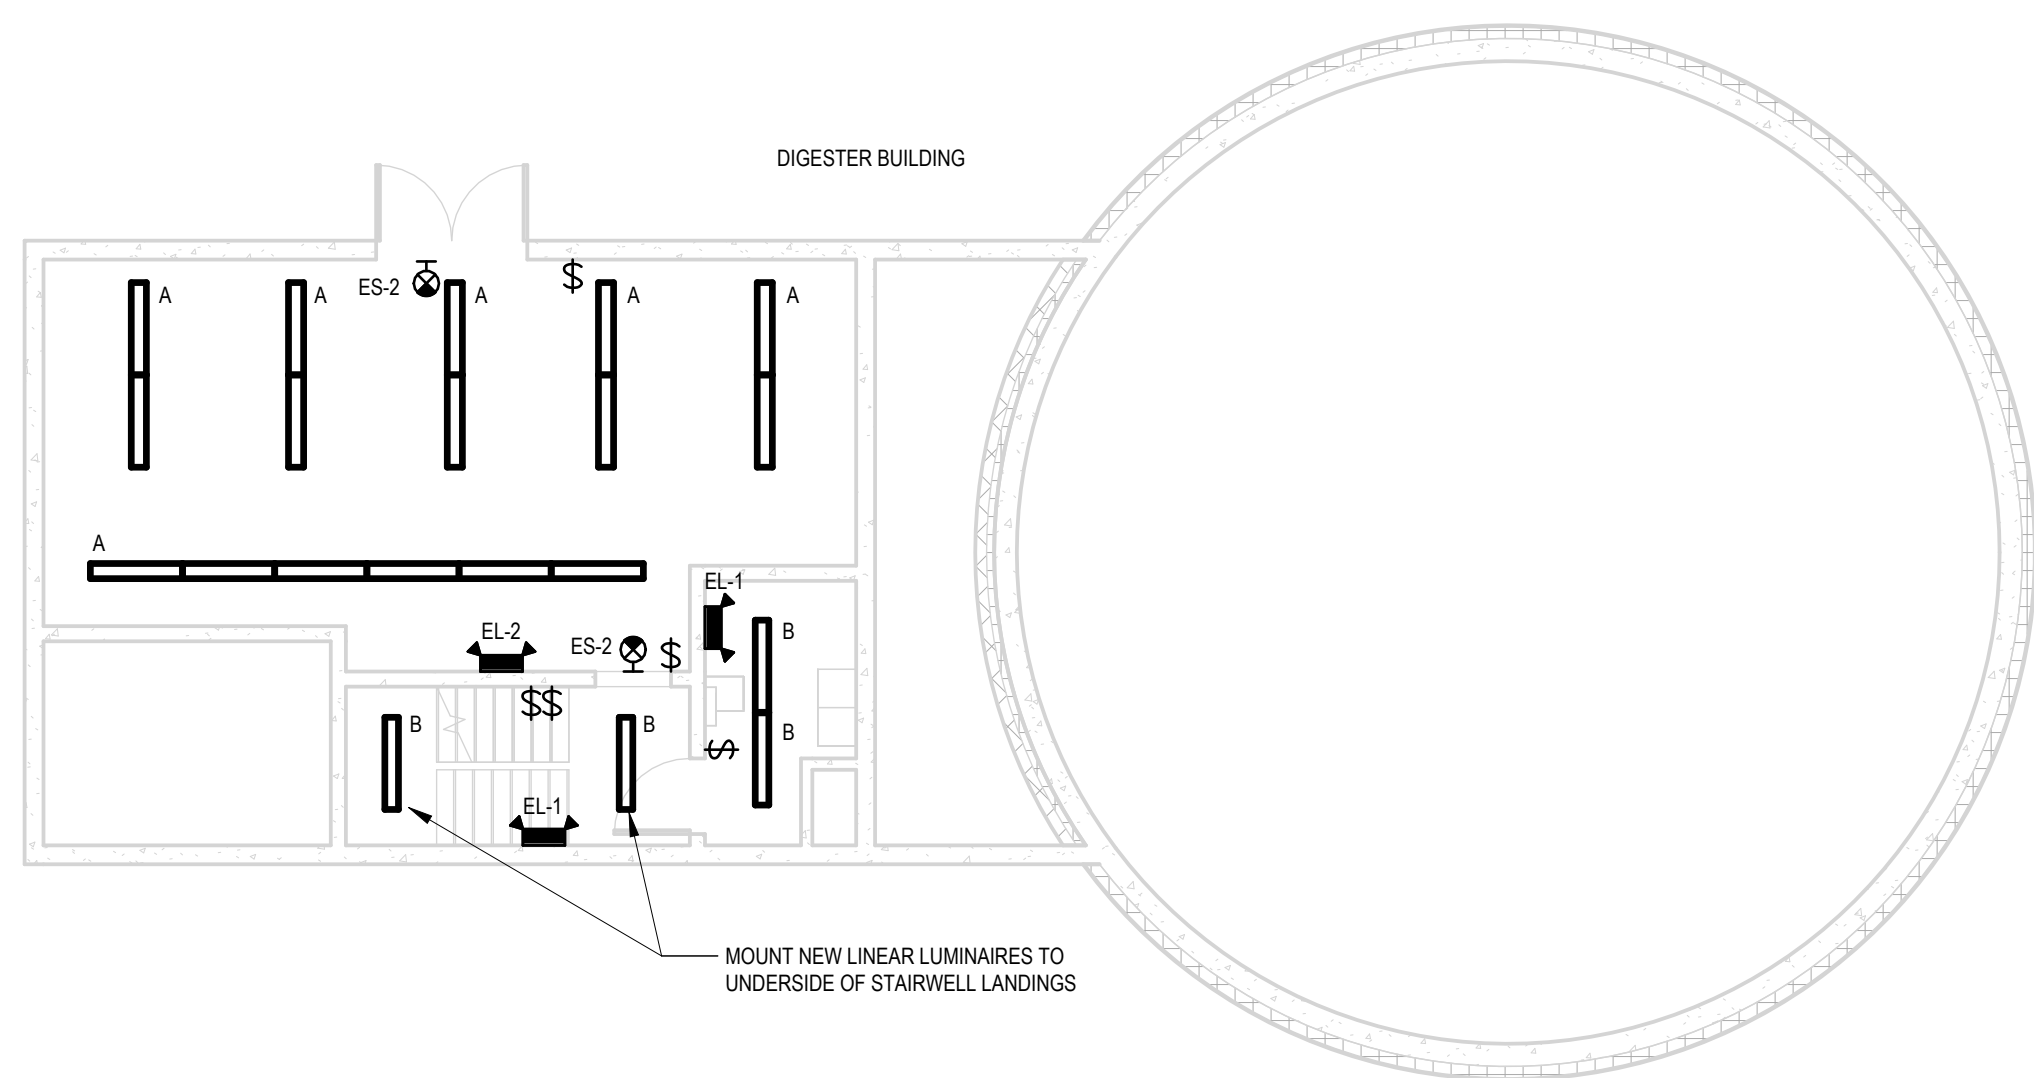 DIGESTER BUILDING
ES-2 $
A A A A A
A
EL-1
EL-2 ES-2 $ B
$$
B B B
$
EL-1
MOUNT NEW LINEAR LUMINAIRES TO
UNDERSIDE OF STAIRWELL LANDINGS